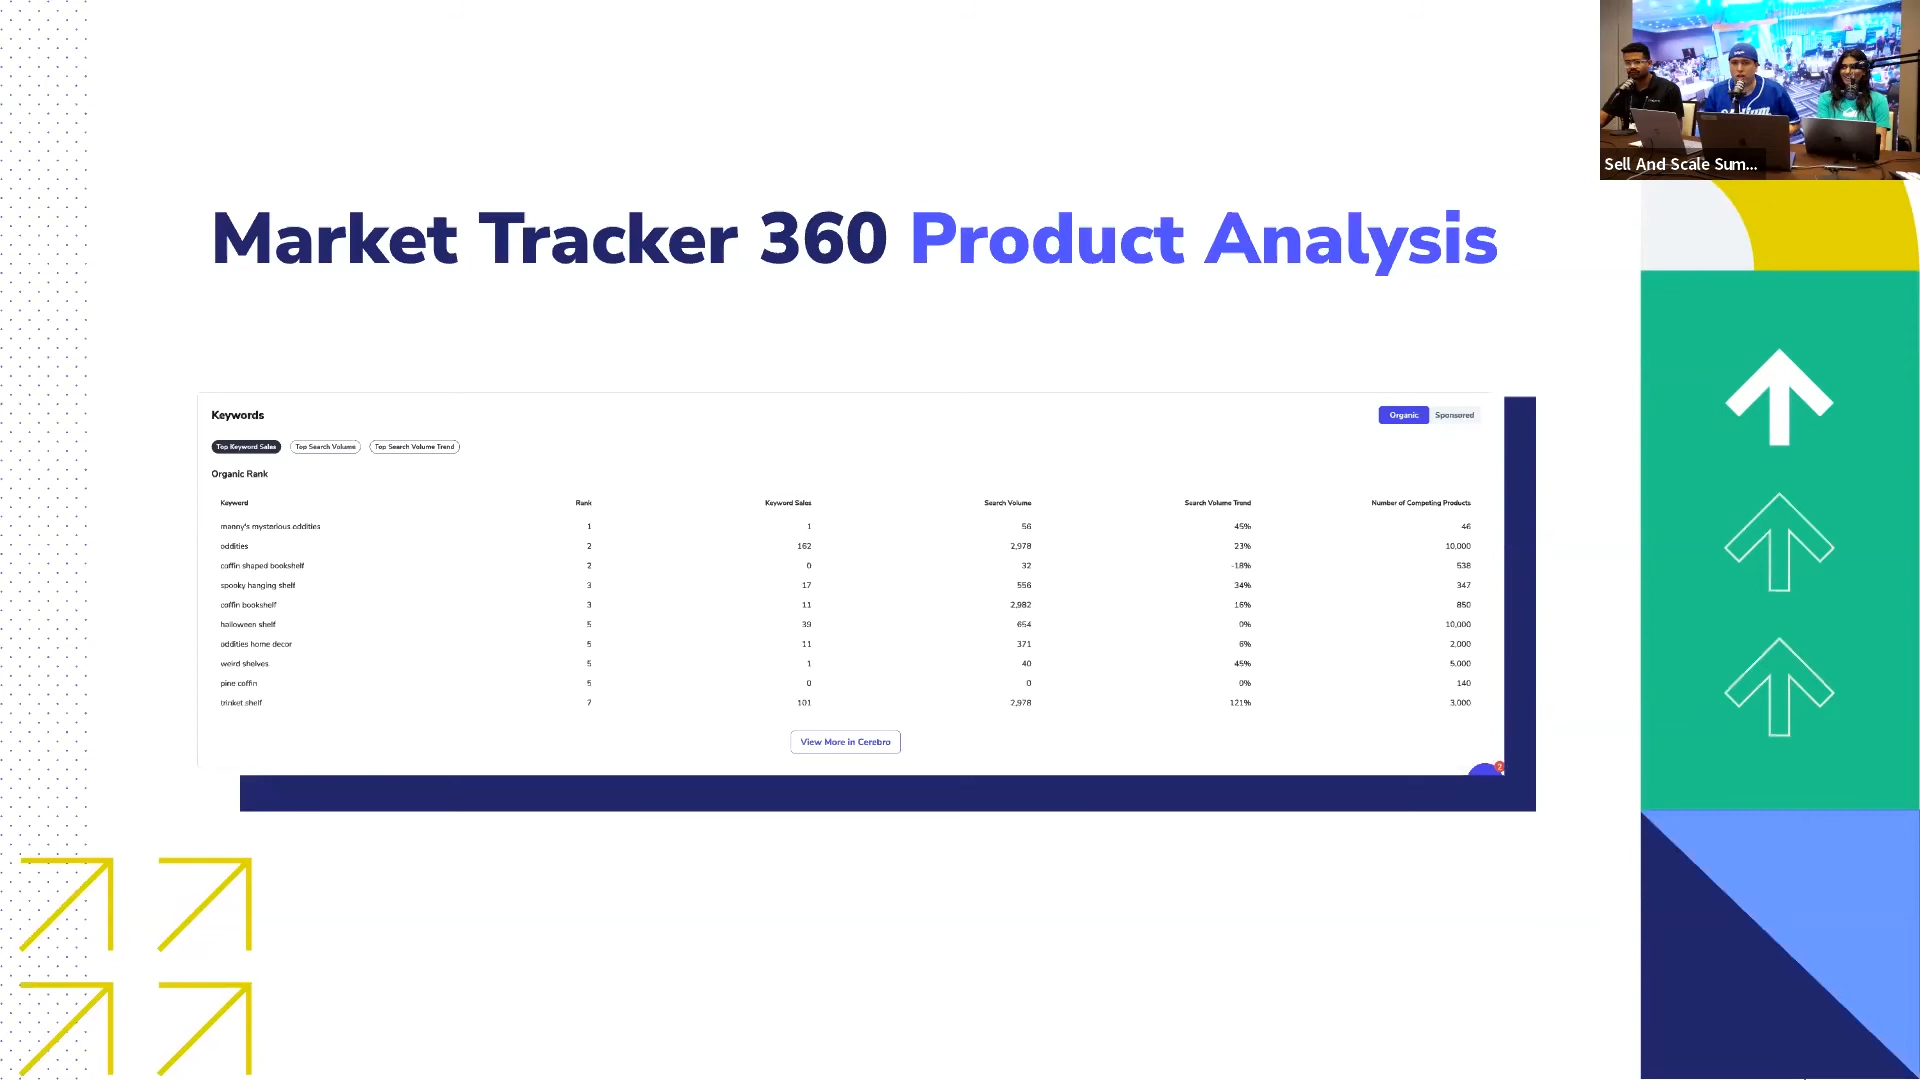 Sell And Scale Sum...
Market Tracker 360 Product Analysis
Keywords
Organic Sponsored
Top Keyword Sales Top Search Volume Top Search Volume Trend
Organic Rank
Keyword Rank Keyword Sales Search Volume Search Volume Trend Number of Competing Products
manny's mysterious oddities 1 1 56 45% 46
oddities 2 162 2,978 23% 10,000
coffin shaped bookshelf 2 0 32 -18% 538
spooky hanging shelf 3 17 556 34% 347
coffin bookshelf 3 11 2,982 16% 850
halloween shelf 5 39 654 0% 10,000
oddities home decor 5 11 371 6% 2,000
weird shelves 5 1 40 45% 5,000
pine coffin 5 0 0 0% 140
trinket shelf 7 101 2,978 121% 3,000
View More in Cerebro
2